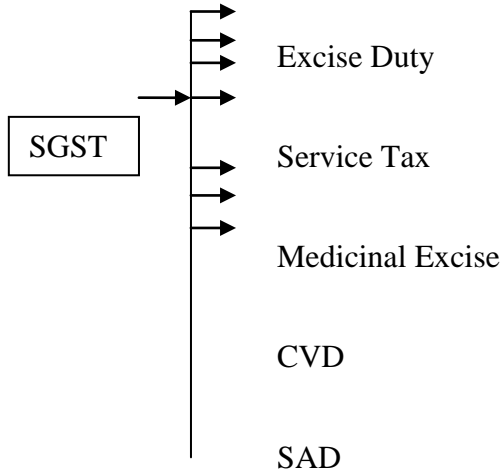 Excise Duty
SGST
Service Tax
Medicinal Excise
CVD
SAD